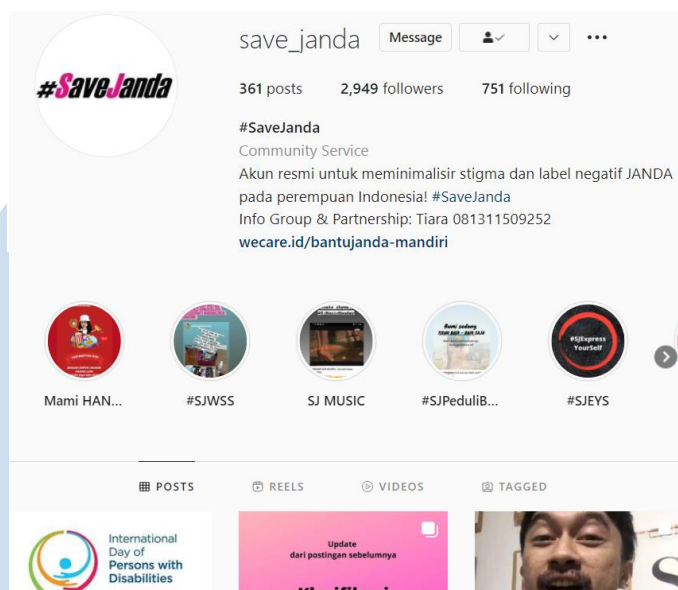 #SaveJanda
save_janda Message
361 posts 2,949 followers 751 following
#SaveJanda
Community Service
Akun resmi untuk meminimalisir stigma dan label negatif JANDA
pada perempuan Indonesia! #SaveJanda
Info Group & Partnership: Tiara 081311509252
wecare.id/bantujanda-mandiri
#SJExpress
YourSelf
Mami HAN... #SJWSS SJ MUSIC #SJPeduliB... #SJEYS
POSTS REELS VIDEOS TAGGED
International
Day of
Persons with
Disabilities
Update
dari postingan sebelumnya